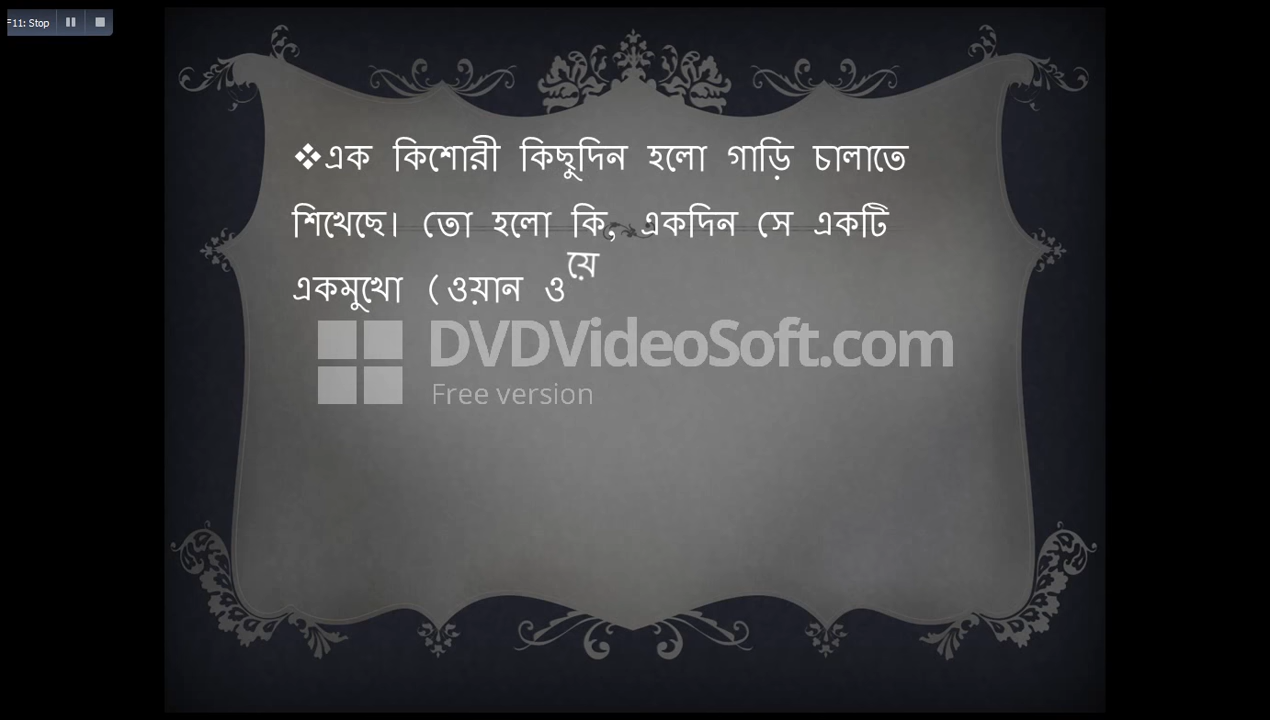 F11: Stop
❖এক কিশোরী কিছুদিন হলো গাড়ি চালাতে
শিখেছে। তো হলো কি, একদিন সে একটি
একমুখো (ওয়ান ওয়ে
DVDVideoSoft.com
Free version